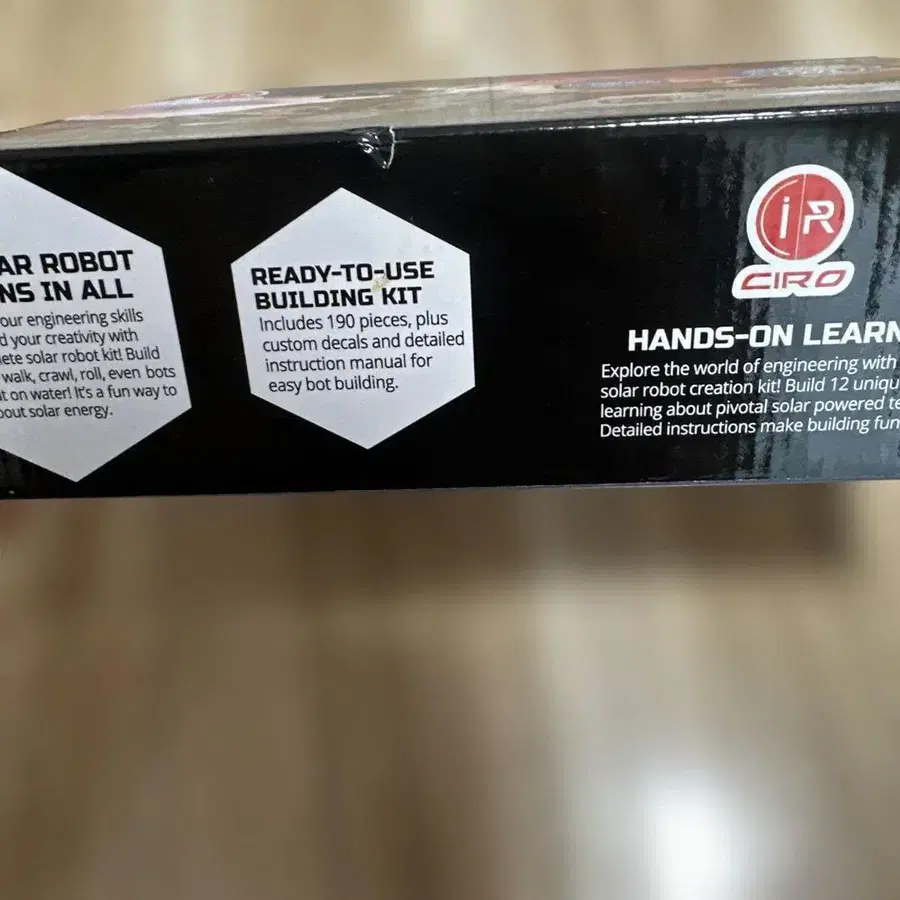 AR ROBOT
NS IN ALL
our engineering skills
d your creativity with
ete solar robot kit! Build
walk, crawl, roll, even bots
t on water! It's a fun way to
bout solar energy.
READY-TO-USE
BUILDING KIT
Includes 190 pieces, plus
custom decals and detailed
instruction manual for
easy bot building.
iR
CIRO
HANDS-ON LEARN
Explore the world of engineering with
solar robot creation kit! Build 12 uniqu
learning about pivotal solar powered te
Detailed instructions make building fun